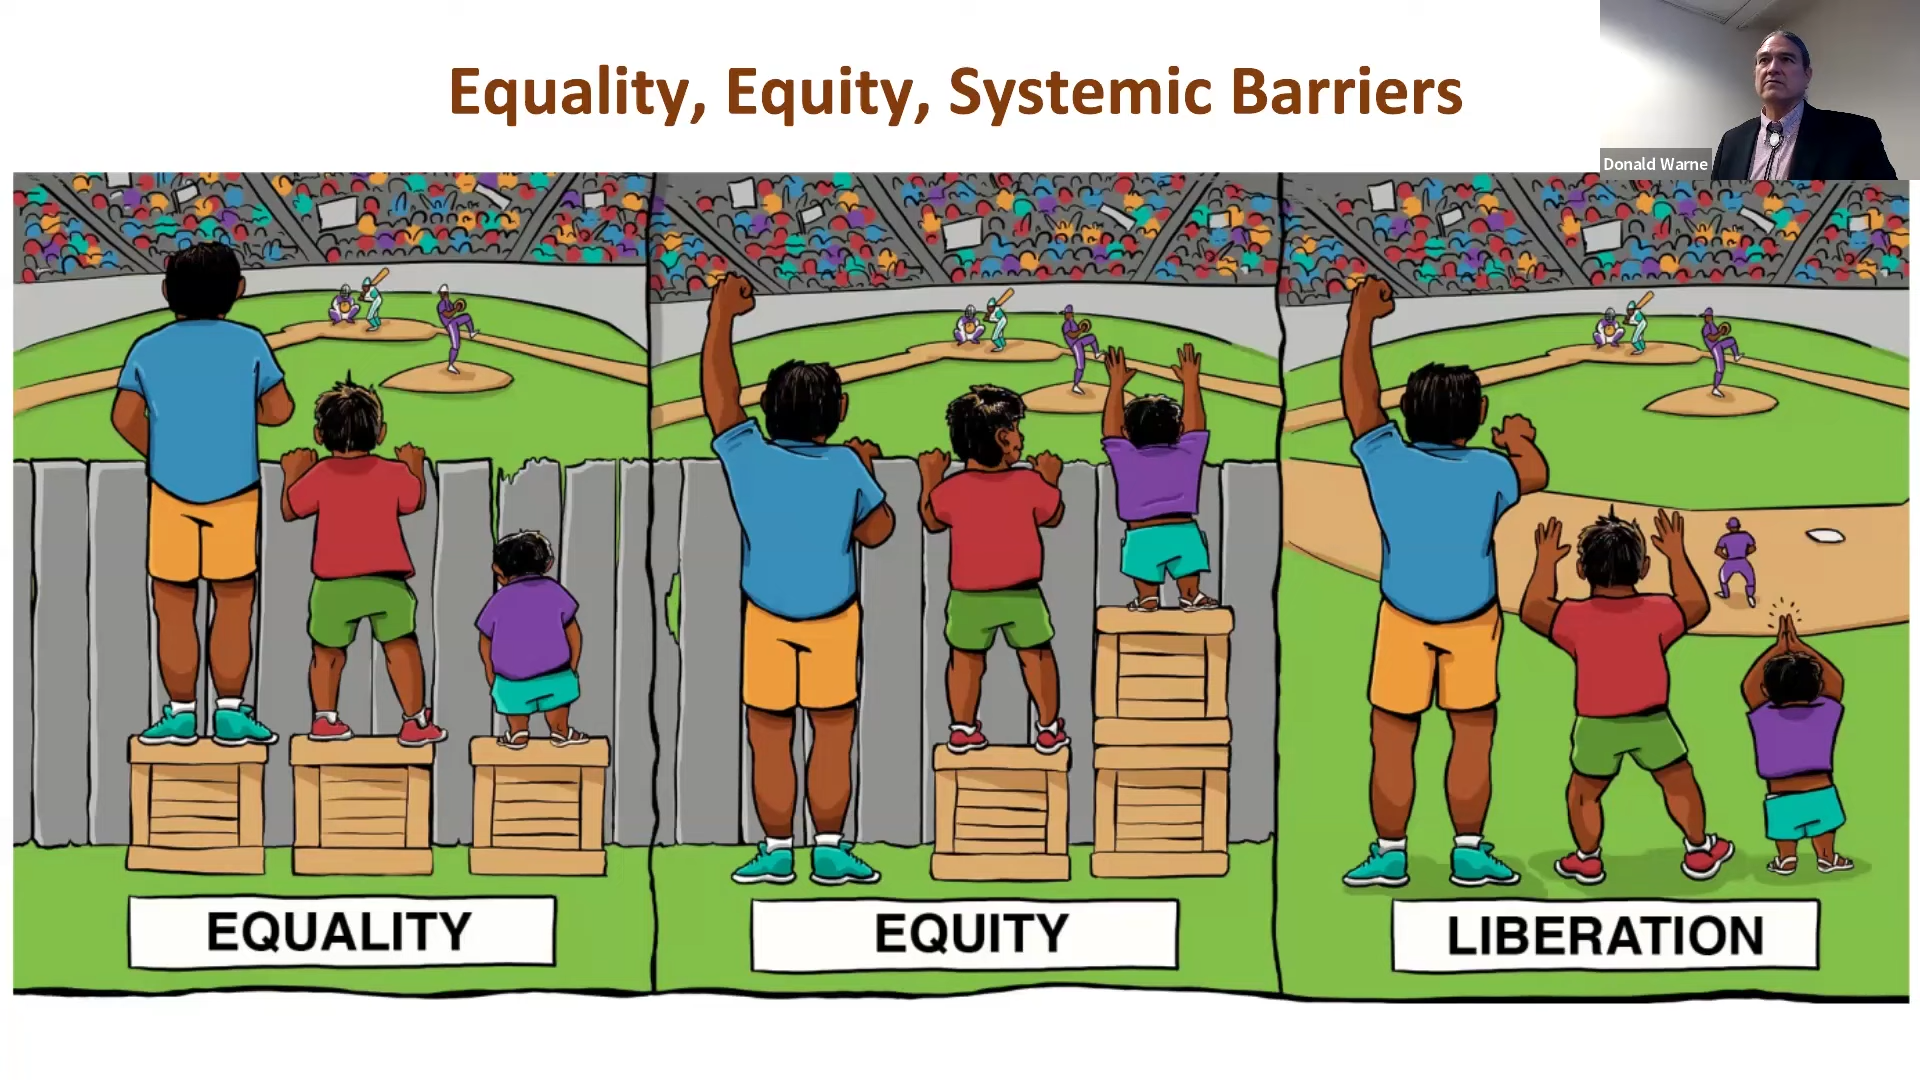 Equality, Equity, Systemic Barriers
Donald Warne
EQUALITY
EQUITY
LIBERATION